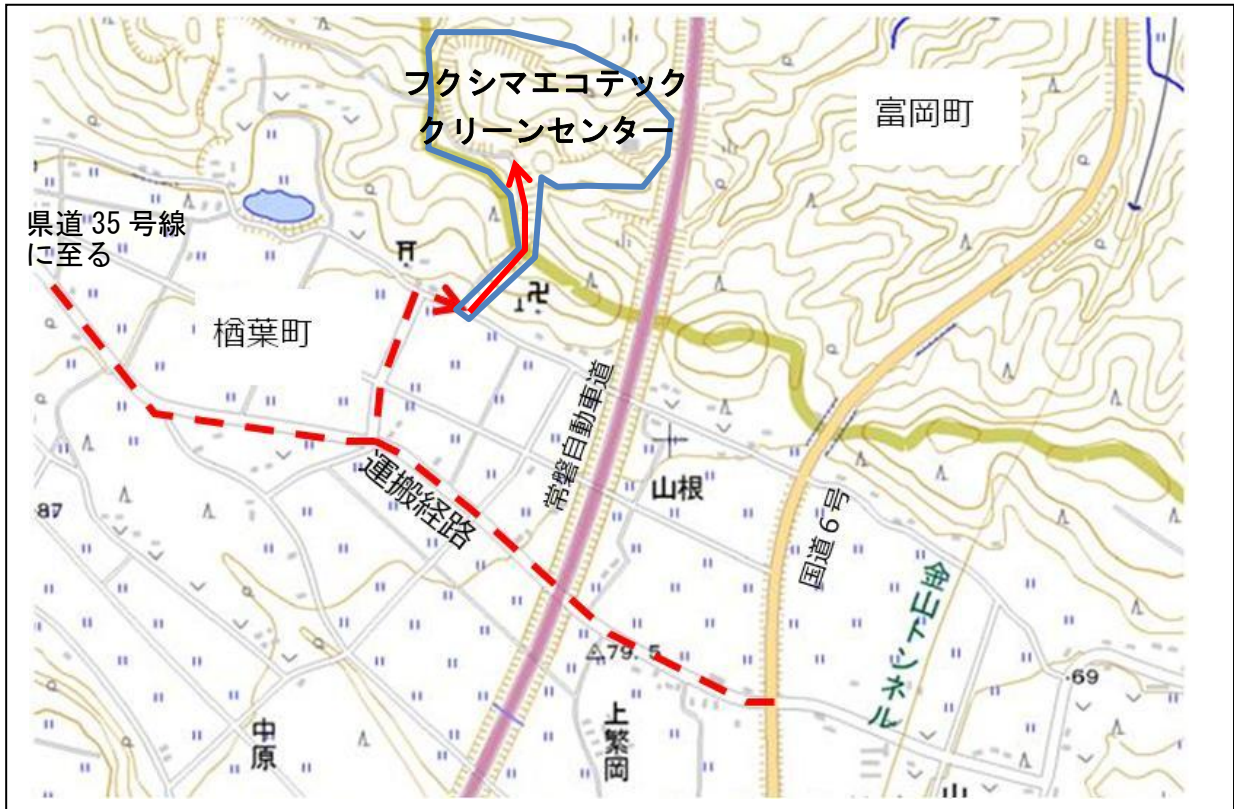 フクシマエコテック
クリーンセンター
富岡町
県道 35 号線
に至る
楢葉町
常磐自動車道
運搬経路
山根
国道6号
金山トンネル
87
79.5
69
中原
上繁岡
山